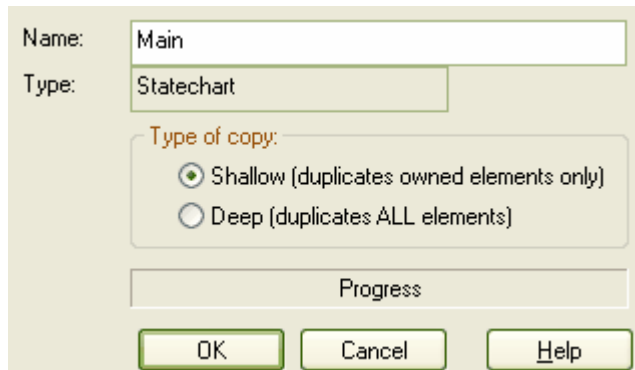 Name: Main
Type: Statechart
Type of copy:
Shallow (duplicates owned elements only)
Deep (duplicates ALL elements)
Progress
OK Cancel Help